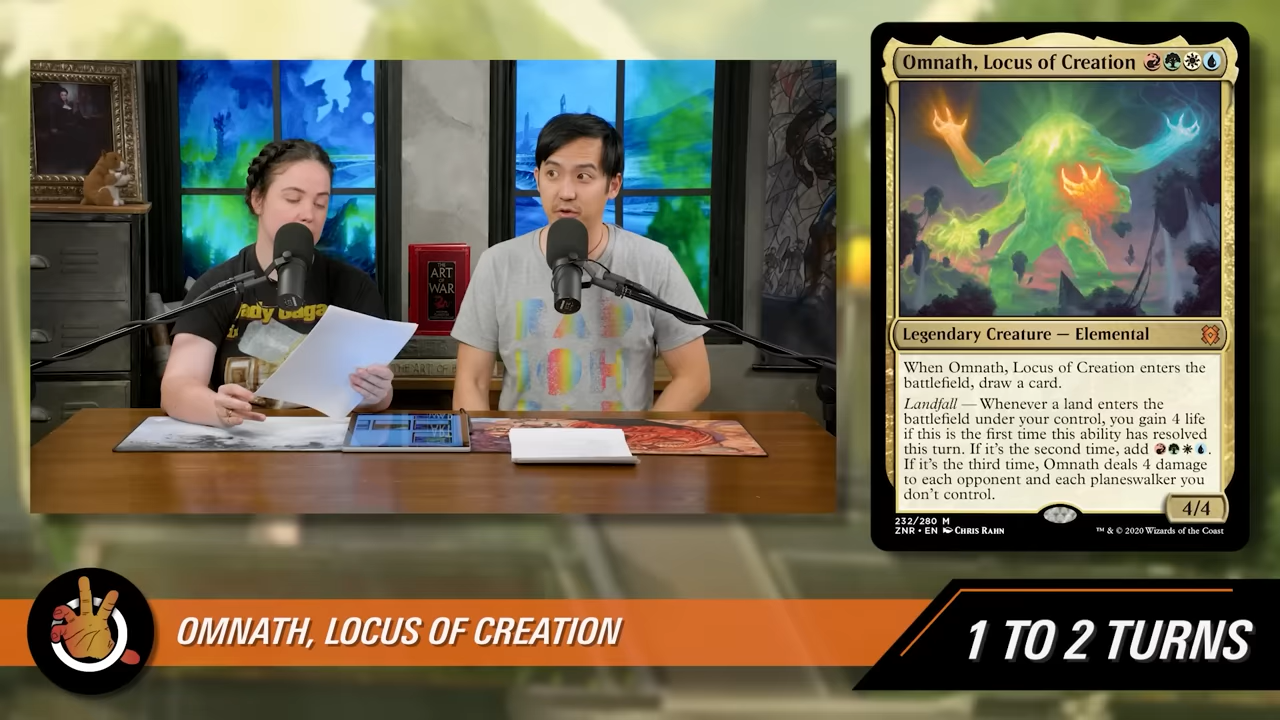 Omnath, Locus of Creation
Legendary Creature — Elemental
When Omnath, Locus of Creation enters the
battlefield, draw a card.
Landfall — Whenever a land enters the
battlefield under your control, you gain 4 life
if this is the first time this ability has resolved
this turn. If it's the second time, add
If it's the third time, Omnath deals 4 damage
to each opponent and each planeswalker you
don't control.
4/4
232/280 M
ZNR • EN CHRIS RAHN
™ & © 2020 Wizards of the Coast
THE
ART
OF
WAR
OMNATH, LOCUS OF CREATION
1 TO 2 TURNS